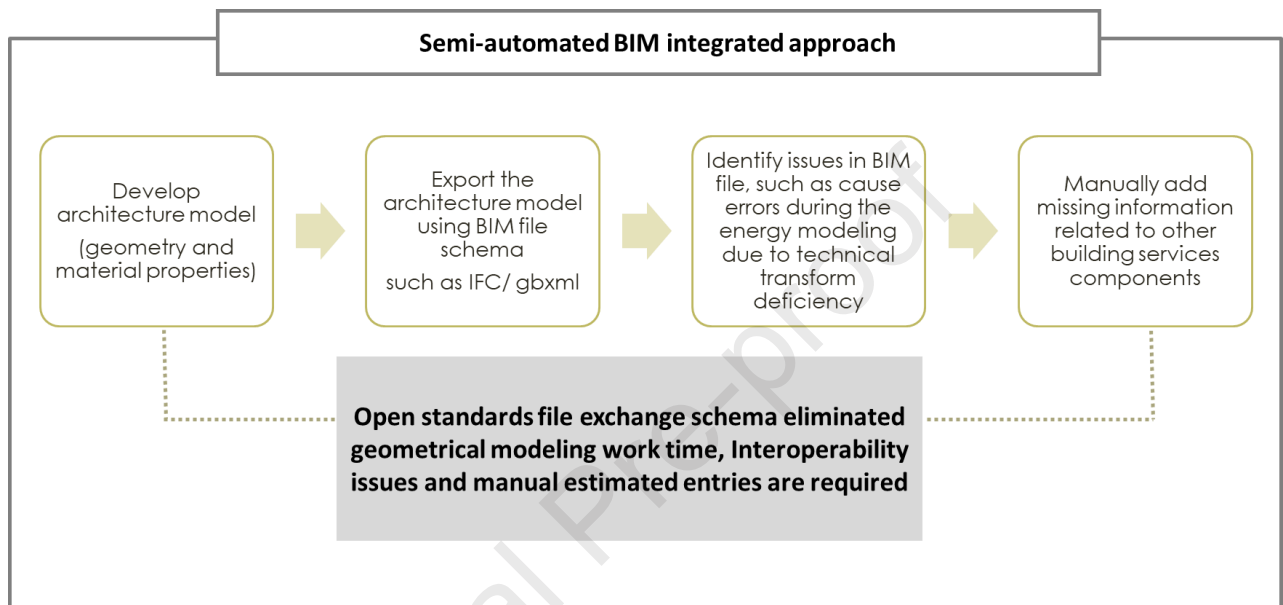 Semi-automated BIM integrated approach
Develop
architecture model
(geometry and
material properties)
Export the
architecture model
using BIM file
schema
such as IFC/ gbxml
Identify issues in BIM
file, such as cause
errors during the
energy modeling
due to technical
transform
deficiency
Manually add
missing information
related to other
building services
components
Open standards file exchange schema eliminated
geometrical modeling work time, Interoperability
issues and manual estimated entries are required
al Pre-proof